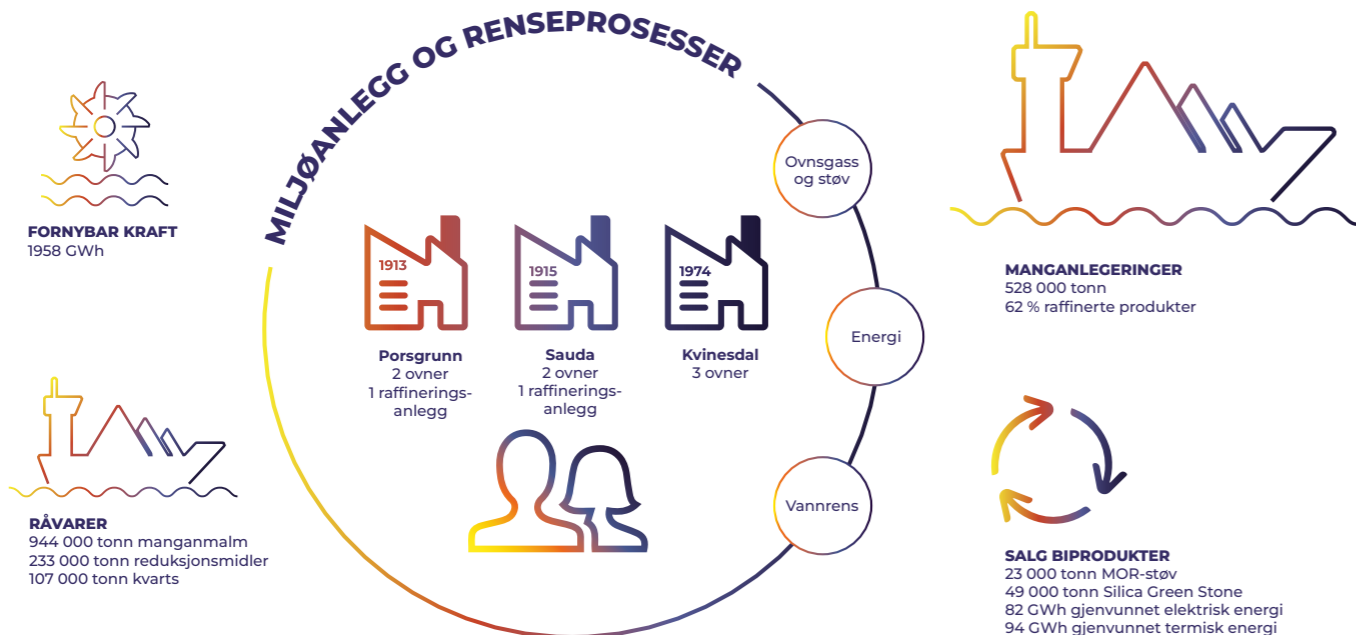 MILJØANLEGG OG RENSEPROSESSER
FORNYBAR KRAFT
1958 GWh
RÅVARER
944 000 tonn manganmalm
233 000 tonn reduksjonsmidler
107 000 tonn kvarts
1913
Porsgrunn
2 ovner
1 raffinerings-
anlegg
1915
Sauda
2 ovner
1 raffinerings-
anlegg
1974
Kvinesdal
3 ovner
Ovnsgass
og støv
Energi
Vannrens
MANGANLEGERINGER
528 000 tonn
62 % raffinerte produkter
SALG BIPRODUKTER
23 000 tonn MOR-støv
49 000 tonn Silica Green Stone
82 GWh gjenvunnet elektrisk energi
94 GWh gjenvunnet termisk energi